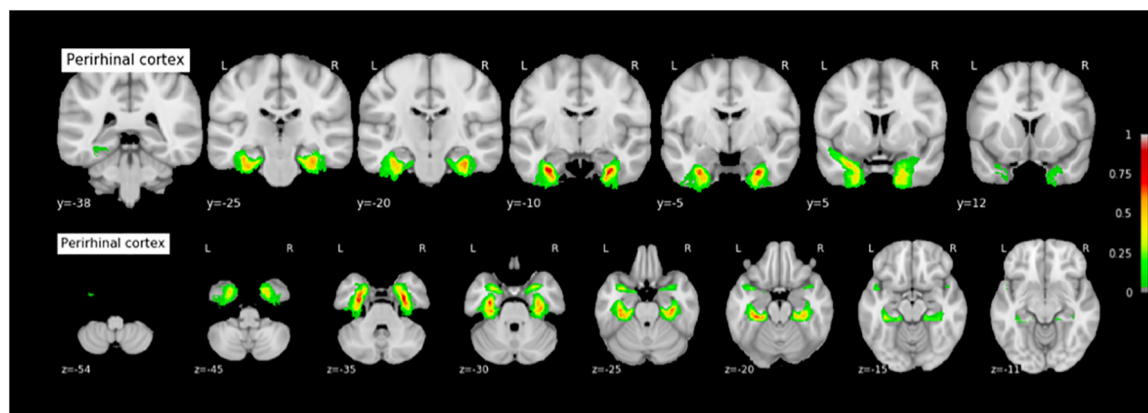 Perirhinal cortex
L R L R L R L R L R L R
y=-38 y=-25 y=-20 y=-10 y=-5 y=5 y=12
Perirhinal cortex
L R L R L R L R L R L R L R
z=-54 z=-45 z=-35 z=-30 z=-25 z=-20 z=-15 z=-11
1
0.75
0.5
0.25
0